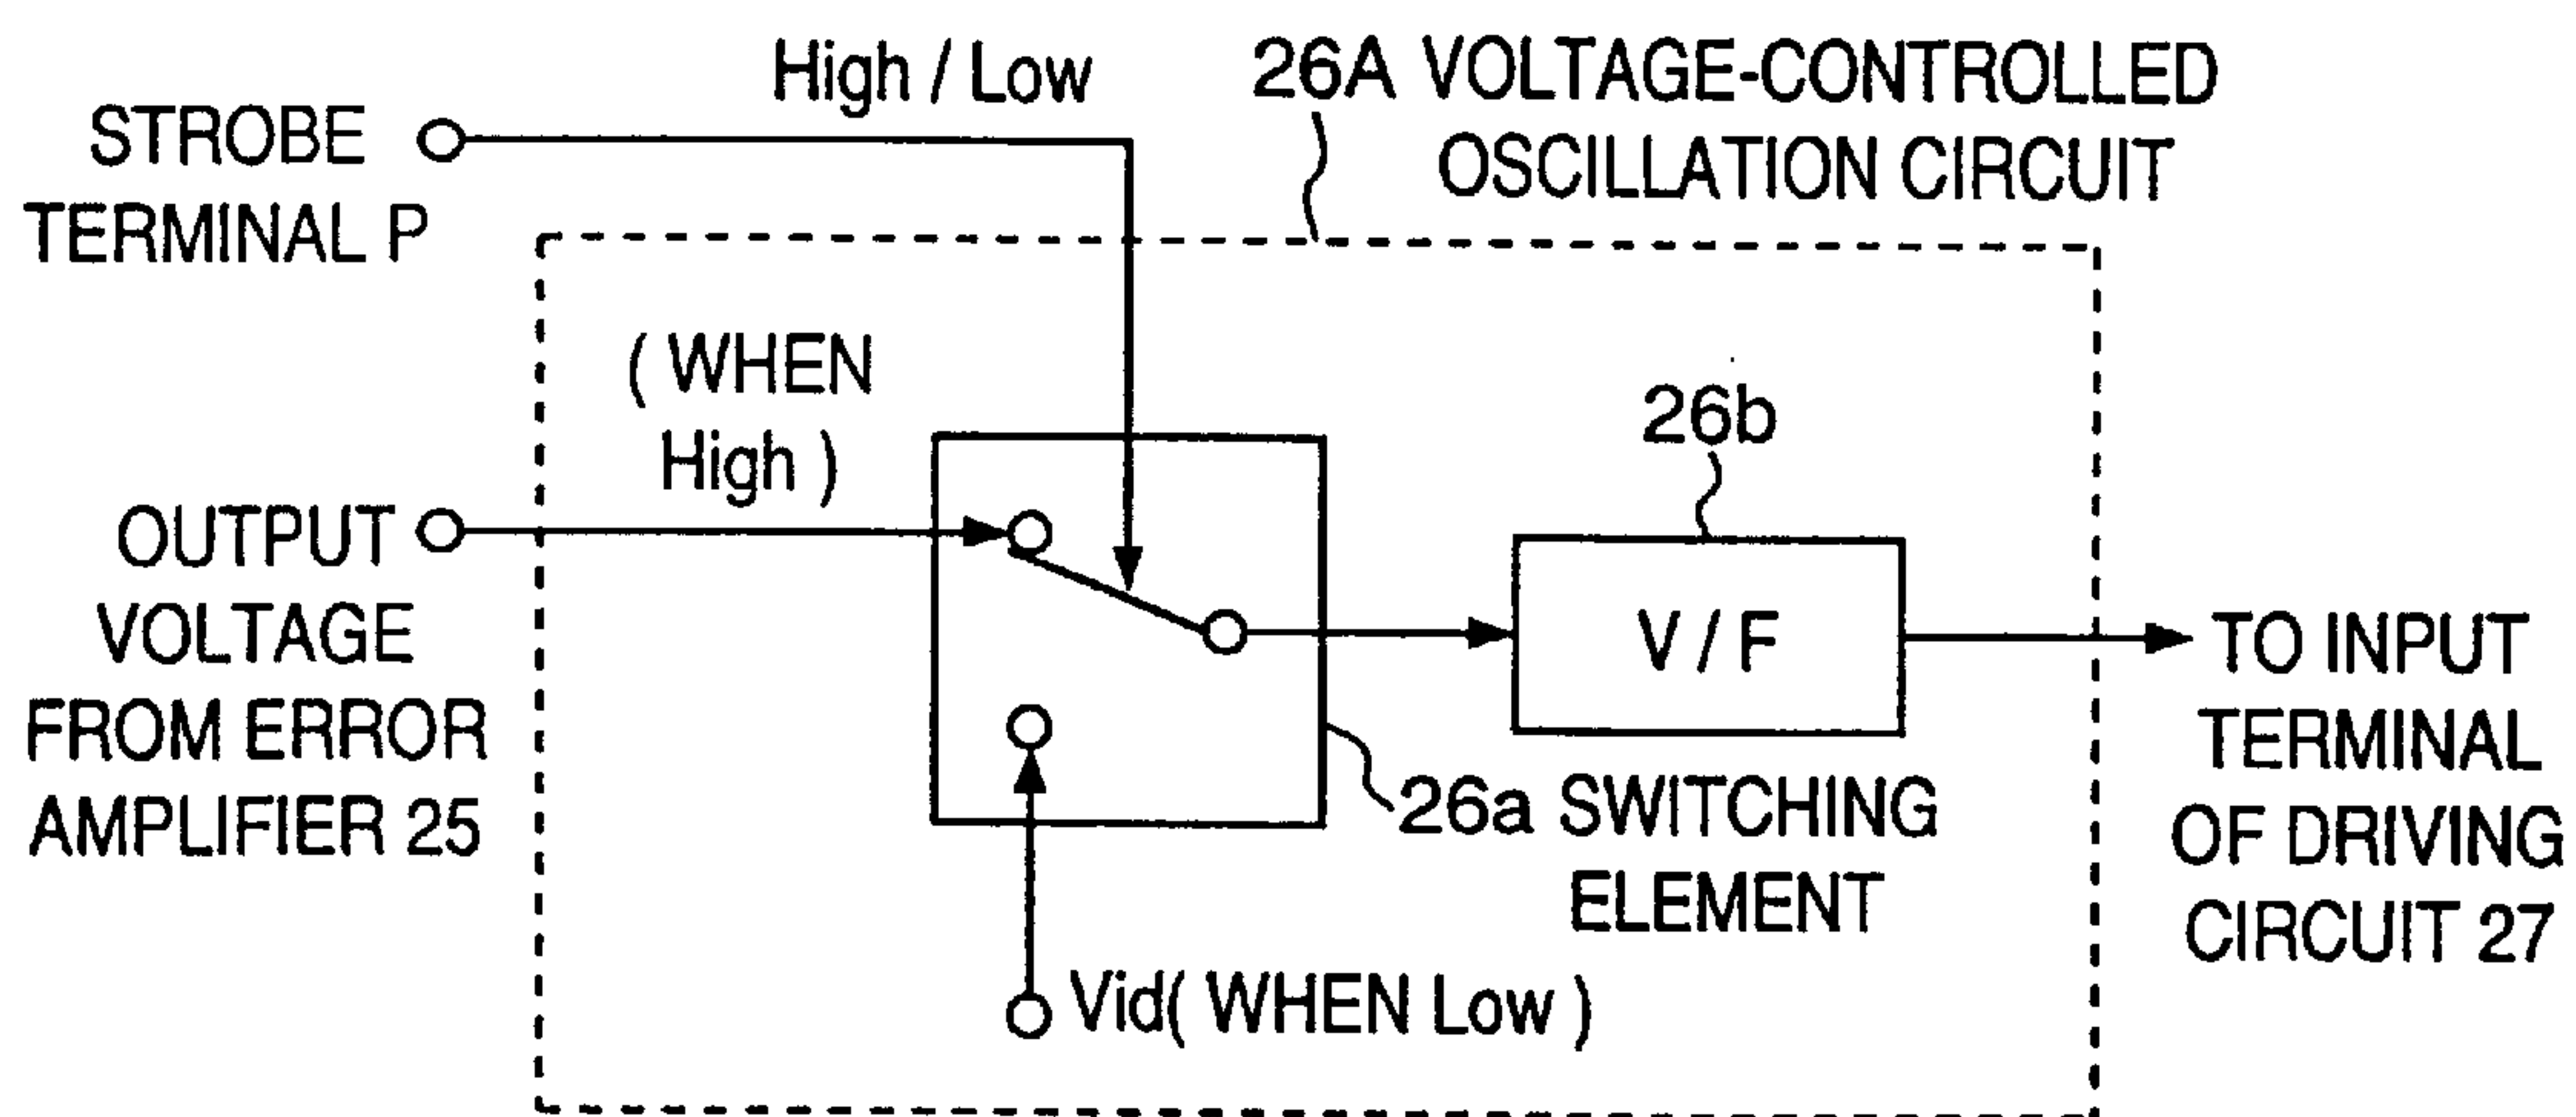 High / Low
26A VOLTAGE-CONTROLLED
OSCILLATION CIRCUIT
STROBE
TERMINAL P
( WHEN
High )
26b
OUTPUT
VOLTAGE
FROM ERROR
AMPLIFIER 25
V / F
TO INPUT
TERMINAL
OF DRIVING
CIRCUIT 27
26a SWITCHING
ELEMENT
Vid( WHEN Low )